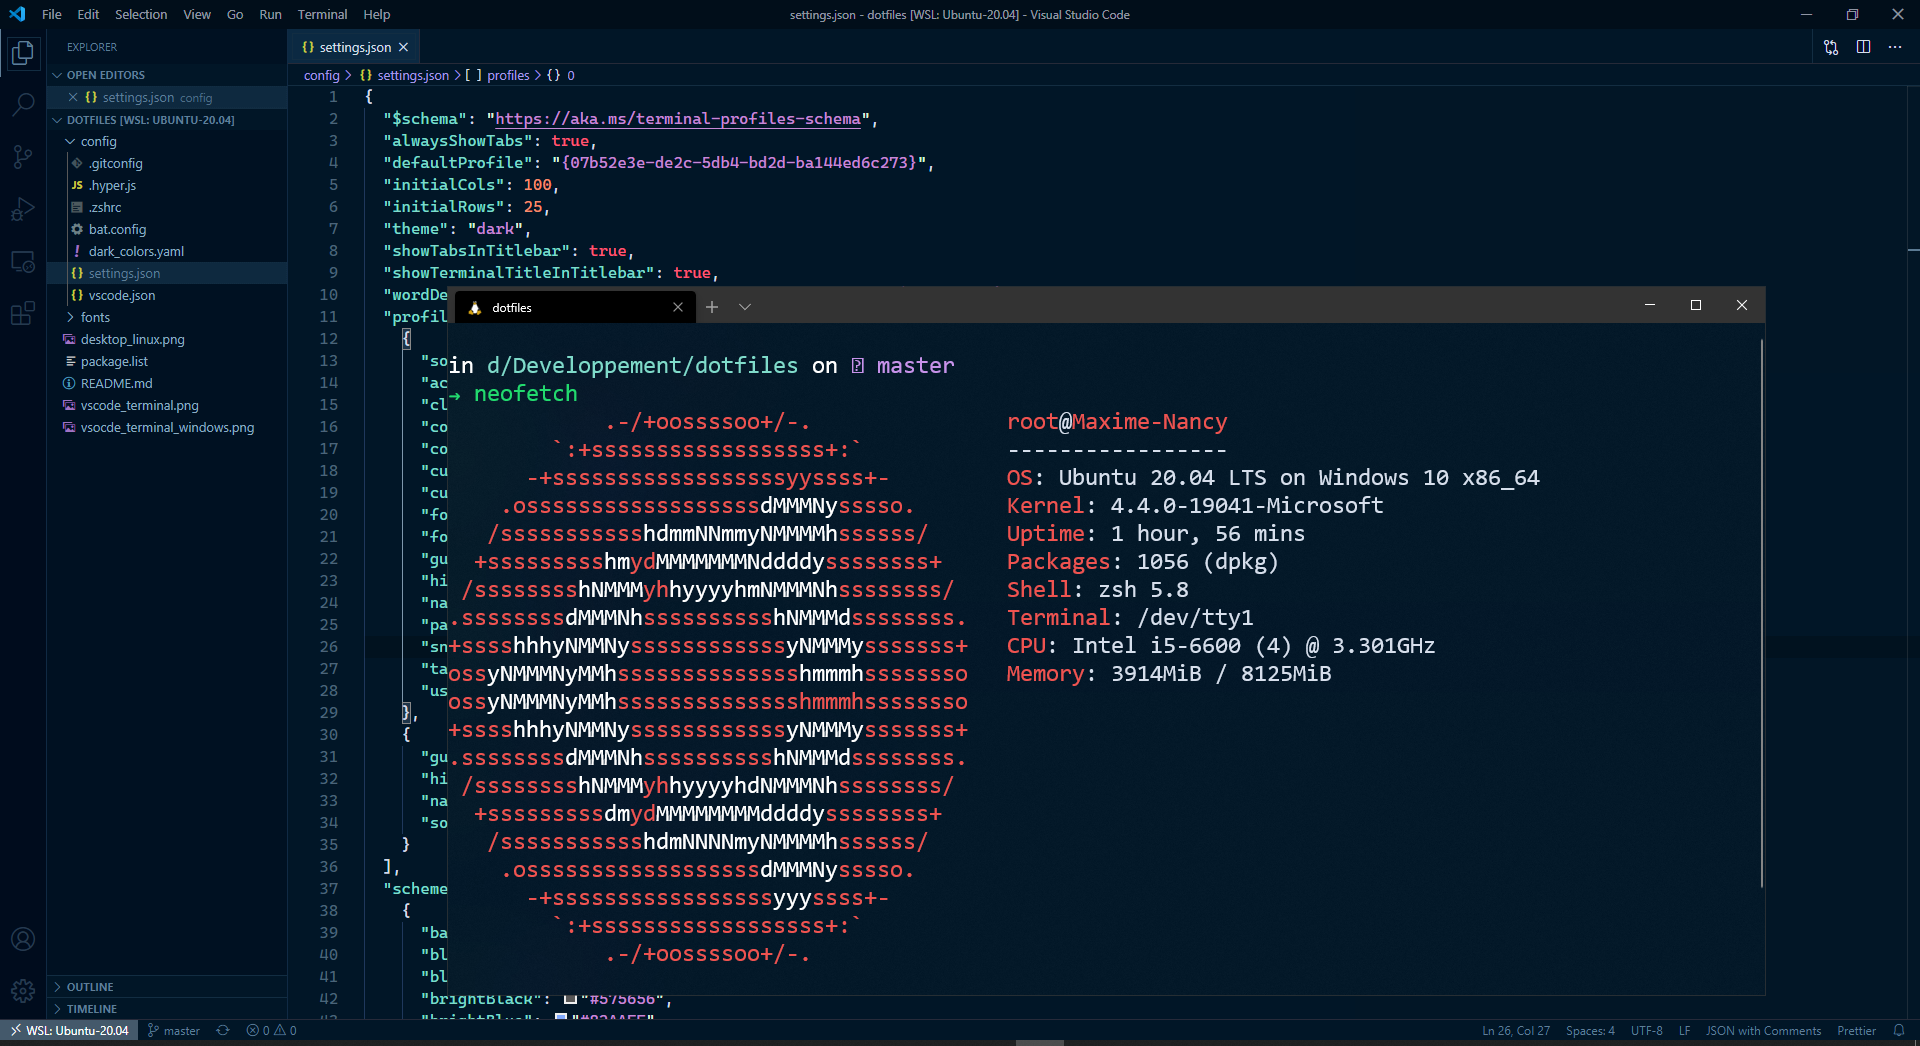 File Edit Selection View Go Run Terminal Help
settings.json - dotfiles [WSL: Ubuntu-20.04] - Visual Studio Code
EXPLORER
OPEN EDITORS
{} settings.json config
DOTFILES [WSL: UBUNTU-20.04]
config
.gitconfig
JS .hyper.js
.zshrc
bat.config
! dark_colors.yaml
{} settings.json
{} vscode.json
fonts
desktop_linux.png
package.list
README.md
vscode_terminal.png
vsocde_terminal_windows.png
OUTLINE
TIMELINE
{} settings.json
config > {} settings.json > [ ] profiles > {} 0
1 {
2 "$schema": "https://aka.ms/terminal-profiles-schema",
3 "alwaysShowTabs": true,
4 "defaultProfile": "{07b52e3e-de2c-5db4-bd2d-ba144ed6c273}",
5 "initialCols": 100,
6 "initialRows": 25,
7 "theme": "dark",
8 "showTabsInTitlebar": true,
9 "showTerminalTitleInTitlebar": true,
10 "wordDe
11 "profil
12 {
13 "so
14 "ac
15 "cl
16 "co
17 "co
18 "cu
19 "cu
20 "fo
21 "fo
22 "gu
23 "hi
24 "na
25 "pa
26 "sn
27 "ta
28 "us
29 },
30 {
31 "gu
32 "hi
33 "na
34 "so
35 }
36 ],
37 "scheme
38 {
39 "ba
40 "bl
41 "bl
42 "brightBlack": "#575656",
dotfiles
in d/Developpement/dotfiles on master
→ neofetch
.-/+oossssoo+/-.
`:+ssssssssssssssssss+:`
-+ssssssssssssssssssyyssss+-
.ossssssssssssssssssdMMMNysssso.
/ssssssssssshdmmNNmmyNMMMMhssssss/
+ssssssssshmydMMMMMMMNddddyssssssss+
/sssssssshNMMMyhhyyyyhmNMMMNhssssssss/
.ssssssssdMMMNhsssssssssshNMMMdssssssss.
+sssshhhyNMMNyssssssssssssyNMMMysssssss+
ossyNMMMNyMMhsssssssssssssshmmmhssssssso
ossyNMMMNyMMhsssssssssssssshmmmhssssssso
+sssshhhyNMMNyssssssssssssyNMMMysssssss+
.ssssssssdMMMNhsssssssssshNMMMdssssssss.
/sssssssshNMMMyhhyyyyhdNMMMNhssssssss/
+sssssssssdmydMMMMMMMMddddyssssssss+
/ssssssssssshdmNNNNmyNMMMMhssssss/
.ossssssssssssssssssdMMMNysssso.
-+sssssssssssssssssyyyssss+-
`:+ssssssssssssssssss+:`
.-/+oossssoo+/-.
root@Maxime-Nancy
-----------------
OS: Ubuntu 20.04 LTS on Windows 10 x86_64
Kernel: 4.4.0-19041-Microsoft
Uptime: 1 hour, 56 mins
Packages: 1056 (dpkg)
Shell: zsh 5.8
Terminal: /dev/tty1
CPU: Intel i5-6600 (4) @ 3.301GHz
Memory: 3914MiB / 8125MiB
WSL: Ubuntu-20.04 master 0 0
Ln 26, Col 27 Spaces: 4 UTF-8 LF JSON with Comments Prettier